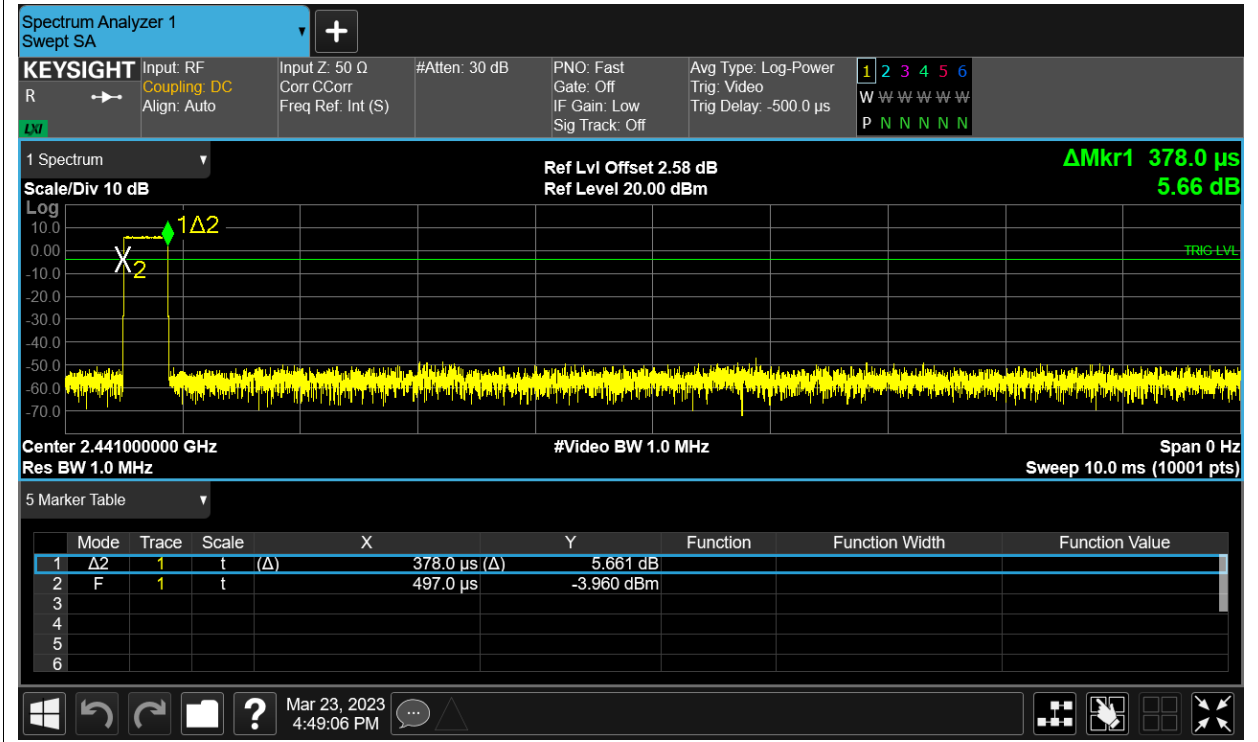 Spectrum Analyzer 1
Swept SA
KEYSIGHT
R
LXI
Input: RF
Coupling: DC
Align: Auto
Input Z: 50 Ω
Corr CCorr
Freq Ref: Int (S)
#Atten: 30 dB
PNO: Fast
Gate: Off
IF Gain: Low
Sig Track: Off
Avg Type: Log-Power
Trig: Video
Trig Delay: -500.0 µs
1 2 3 4 5 6
W W W W W W
P N N N N N
1 Spectrum
Scale/Div 10 dB
Ref Lvl Offset 2.58 dB
Ref Level 20.00 dBm
ΔMkr1 378.0 µs
5.66 dB
Log
10.0
0.00
-10.0
-20.0
-30.0
-40.0
-50.0
-60.0
-70.0
1Δ2
X2
TRIG LVL
Center 2.441000000 GHz
#Video BW 1.0 MHz
Span 0 Hz
Res BW 1.0 MHz
Sweep 10.0 ms (10001 pts)
5 Marker Table
Mode Trace Scale X Y Function Function Width Function Value
1 Δ2 1 t (Δ) 378.0 µs (Δ) 5.661 dB
2 F 1 t 497.0 µs -3.960 dBm
3
4
5
6
?
Mar 23, 2023
4:49:06 PM